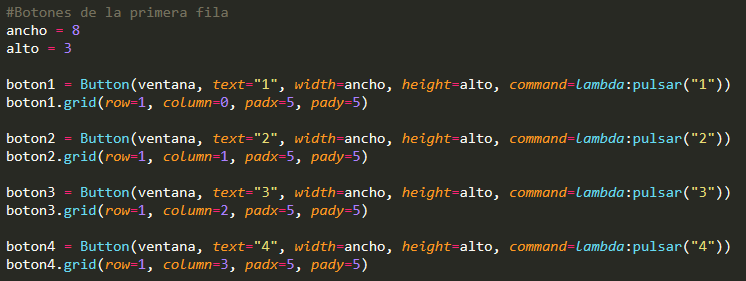 #Botones de la primera fila
ancho = 8
alto = 3
boton1 = Button(ventana, text="1", width=ancho, height=alto, command=lambda:pulsar("1"))
boton1.grid(row=1, column=0, padx=5, pady=5)
boton2 = Button(ventana, text="2", width=ancho, height=alto, command=lambda:pulsar("2"))
boton2.grid(row=1, column=1, padx=5, pady=5)
boton3 = Button(ventana, text="3", width=ancho, height=alto, command=lambda:pulsar("3"))
boton3.grid(row=1, column=2, padx=5, pady=5)
boton4 = Button(ventana, text="4", width=ancho, height=alto, command=lambda:pulsar("4"))
boton4.grid(row=1, column=3, padx=5, pady=5)